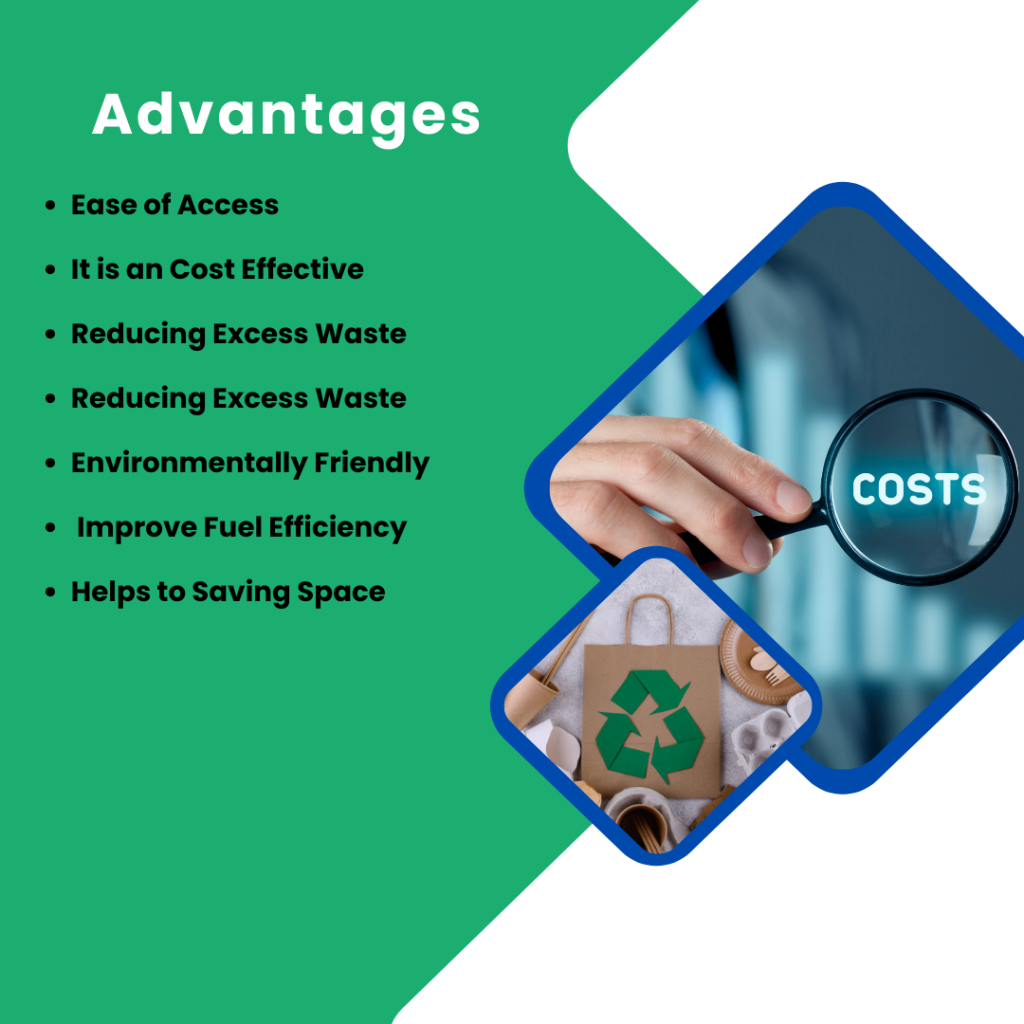 Advantages
• Ease of Access
• It is an Cost Effective
• Reducing Excess Waste
• Reducing Excess Waste
• Environmentally Friendly
• Improve Fuel Efficiency
• Helps to Saving Space
COSTS